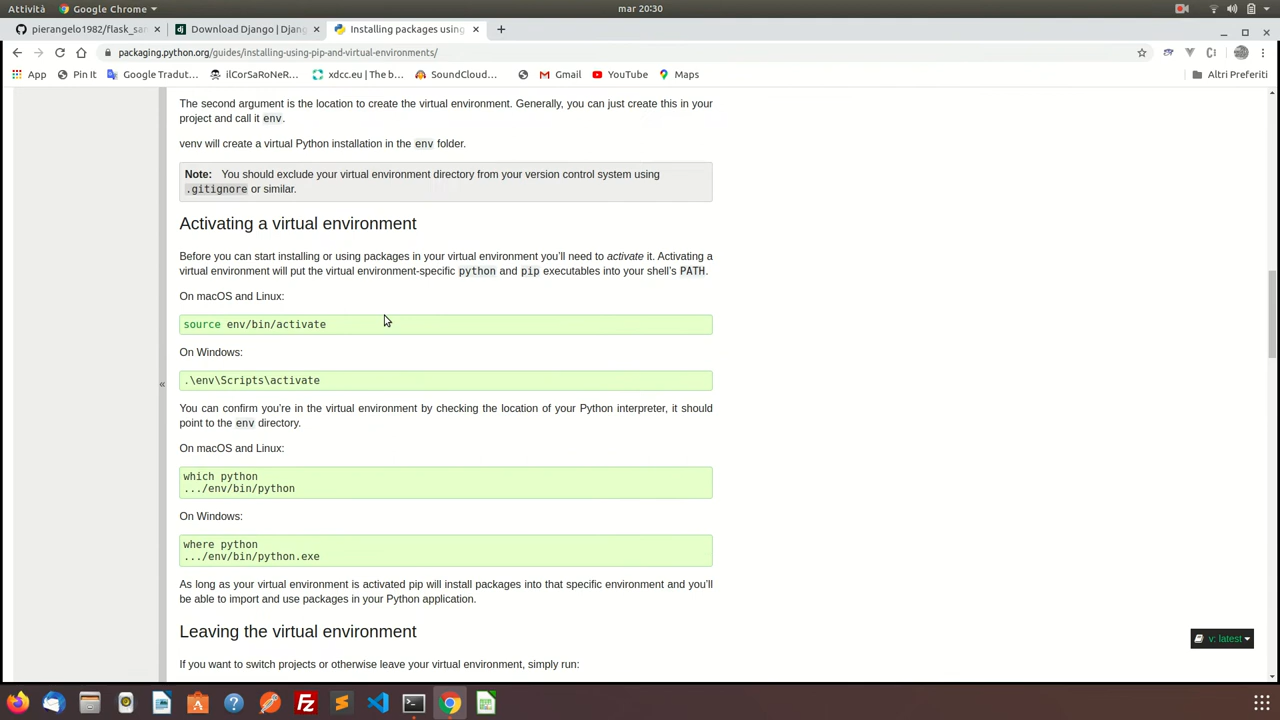 Attività
Google Chrome
mar 20:30
pierangelo1982/flask_sa
Download Django | Djan
Installing packages using
packaging.python.org/guides/installing-using-pip-and-virtual-environments/
App
Pin It
Google Tradut...
ilCorSaRoNeR...
xdcc.eu | The b...
SoundCloud...
Gmail
YouTube
Maps
Altri Preferiti
The second argument is the location to create the virtual environment. Generally, you can just create this in your
project and call it env.
venv will create a virtual Python installation in the env folder.
Note: You should exclude your virtual environment directory from your version control system using
.gitignore or similar.
Activating a virtual environment
Before you can start installing or using packages in your virtual environment you'll need to activate it. Activating a
virtual environment will put the virtual environment-specific python and pip executables into your shell's PATH.
On macOS and Linux:
source env/bin/activate
On Windows:
.\env\Scripts\activate
You can confirm you're in the virtual environment by checking the location of your Python interpreter, it should
point to the env directory.
On macOS and Linux:
which python
.../env/bin/python
On Windows:
where python
.../env/bin/python.exe
As long as your virtual environment is activated pip will install packages into that specific environment and you'll
be able to import and use packages in your Python application.
Leaving the virtual environment
v: latest
If you want to switch projects or otherwise leave your virtual environment, simply run: